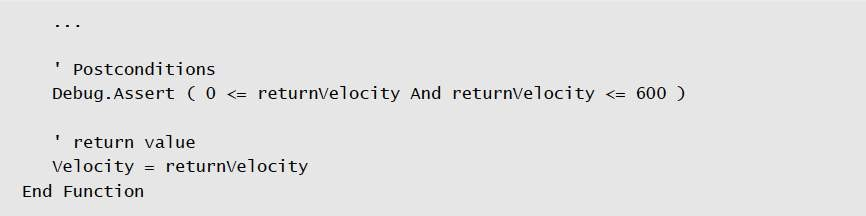 ...
' Postconditions
Debug.Assert ( 0 <= returnVelocity And returnVelocity <= 600 )
' return value
Velocity = returnVelocity
End Function